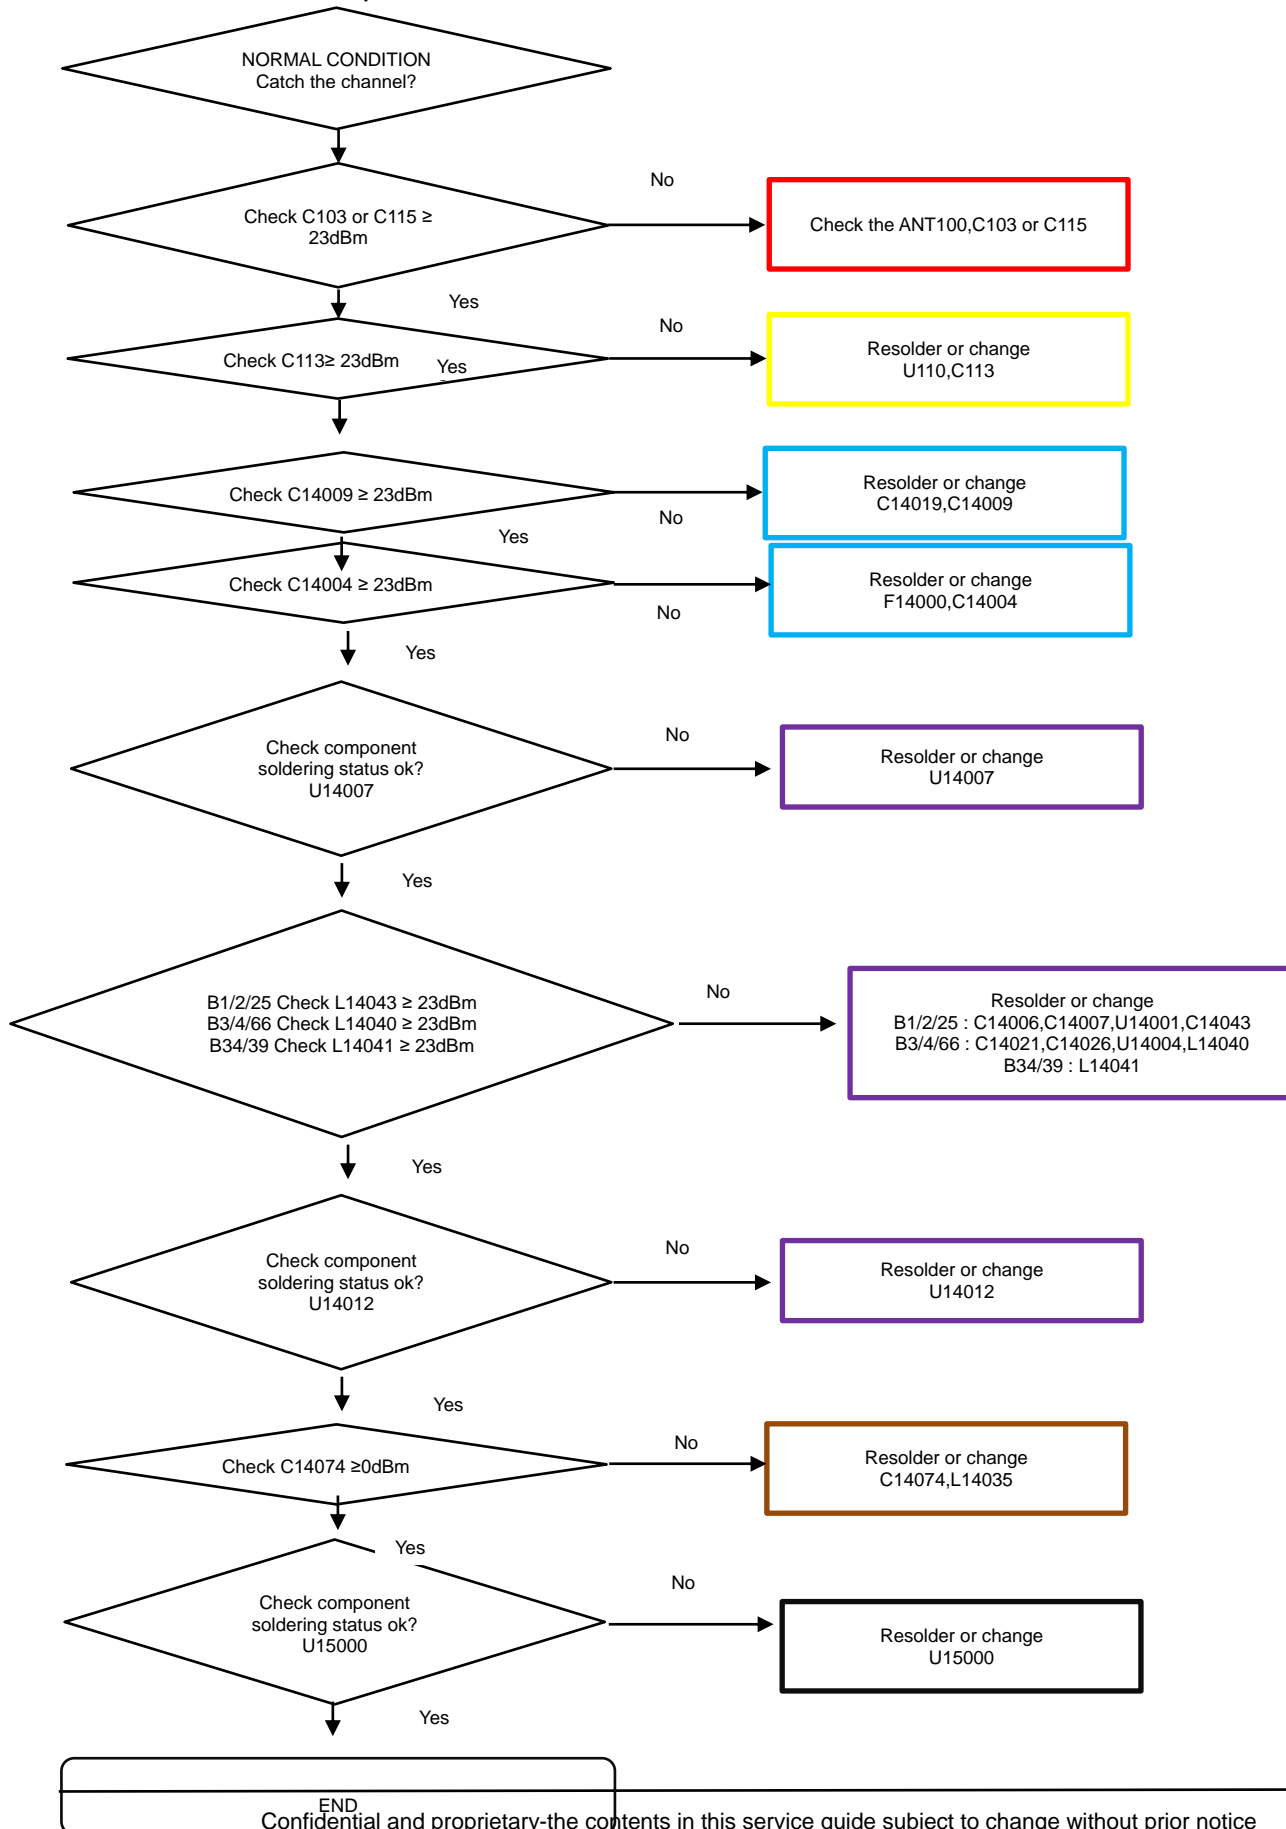 NORMAL CONDITION
Catch the channel?
No
Check C103 or C115 ≥
23dBm
Check the ANT100,C103 or C115
Yes
No
Check C113≥ 23dBm
Yes
Resolder or change
U110,C113
Check C14009 ≥ 23dBm
Resolder or change
C14019,C14009
No
Yes
Check C14004 ≥ 23dBm
Resolder or change
F14000,C14004
No
Yes
No
Check component
soldering status ok?
U14007
Resolder or change
U14007
Yes
No
B1/2/25 Check L14043 ≥ 23dBm
B3/4/66 Check L14040 ≥ 23dBm
B34/39 Check L14041 ≥ 23dBm
Resolder or change
B1/2/25 : C14006,C14007,U14001,C14043
B3/4/66 : C14021,C14026,U14004,L14040
B34/39 : L14041
Yes
No
Check component
soldering status ok?
U14012
Resolder or change
U14012
Yes
No
Check C14074 ≥0dBm
Resolder or change
C14074,L14035
Yes
No
Check component
soldering status ok?
U15000
Resolder or change
U15000
Yes
END
Confidential and proprietary-the contents in this service guide subject to change without prior notice